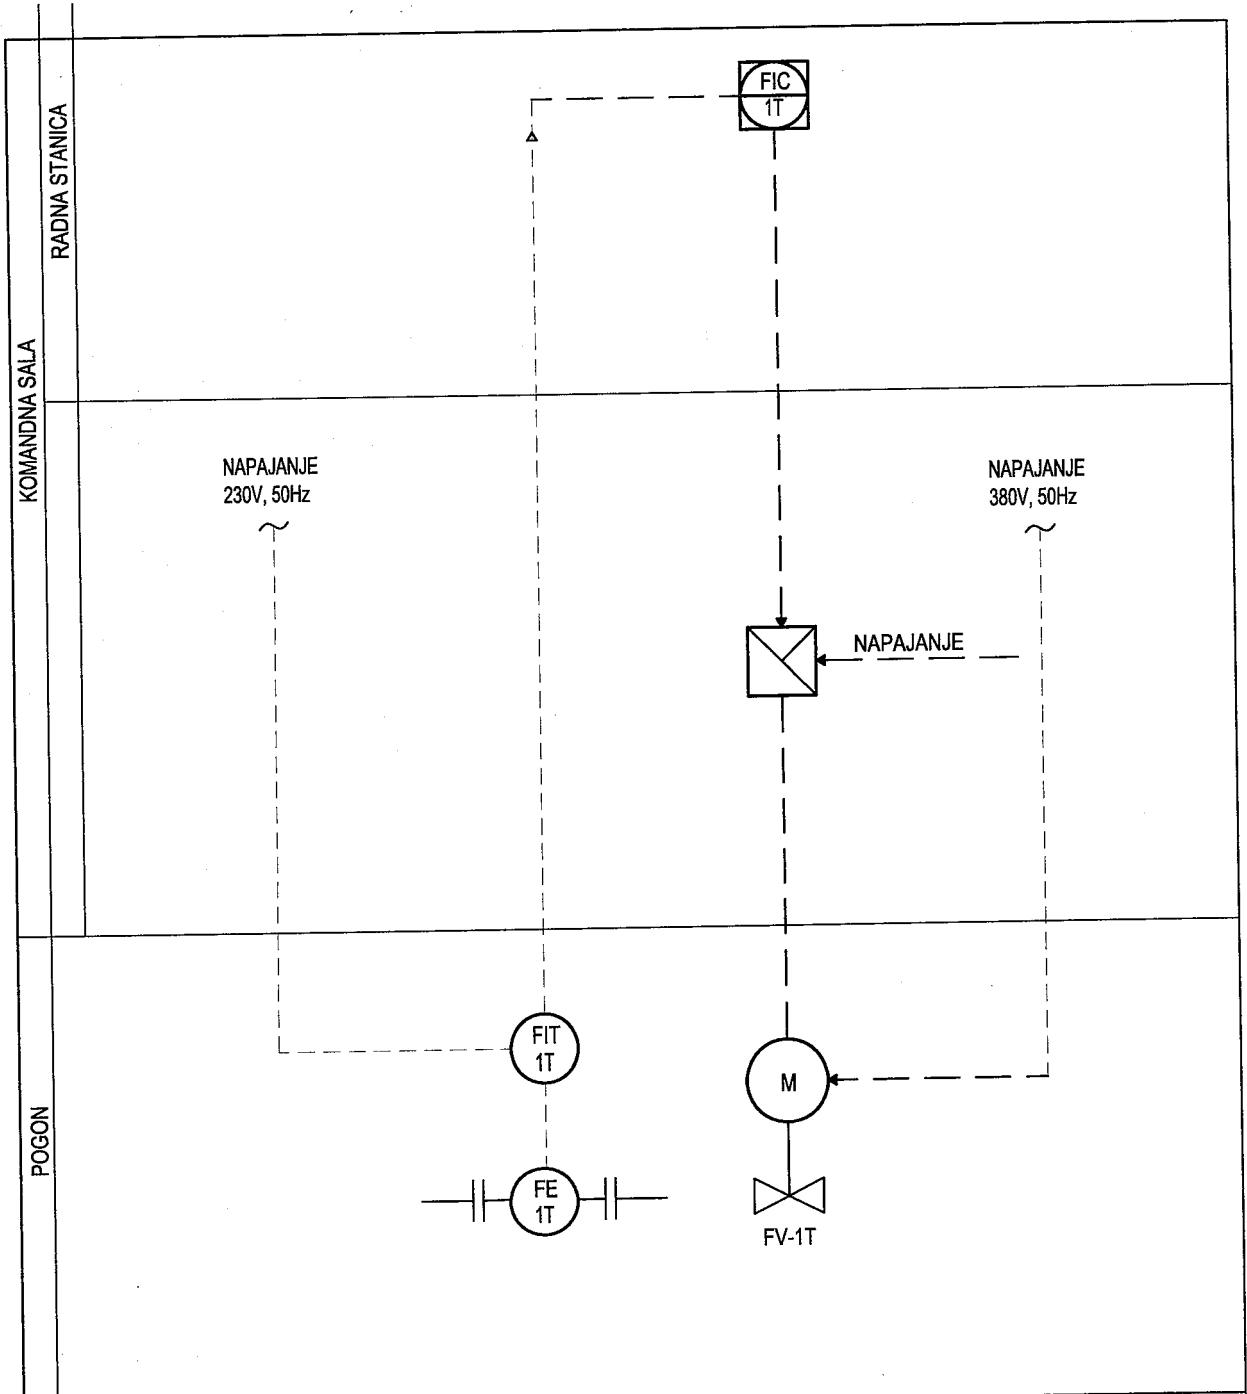 KOMANDNA SALA
RADNA STANICA
FIC
1T
NAPAJANJE
230V, 50Hz
NAPAJANJE
380V, 50Hz
NAPAJANJE
POGON
FIT
1T
M
FE
1T
FV-1T